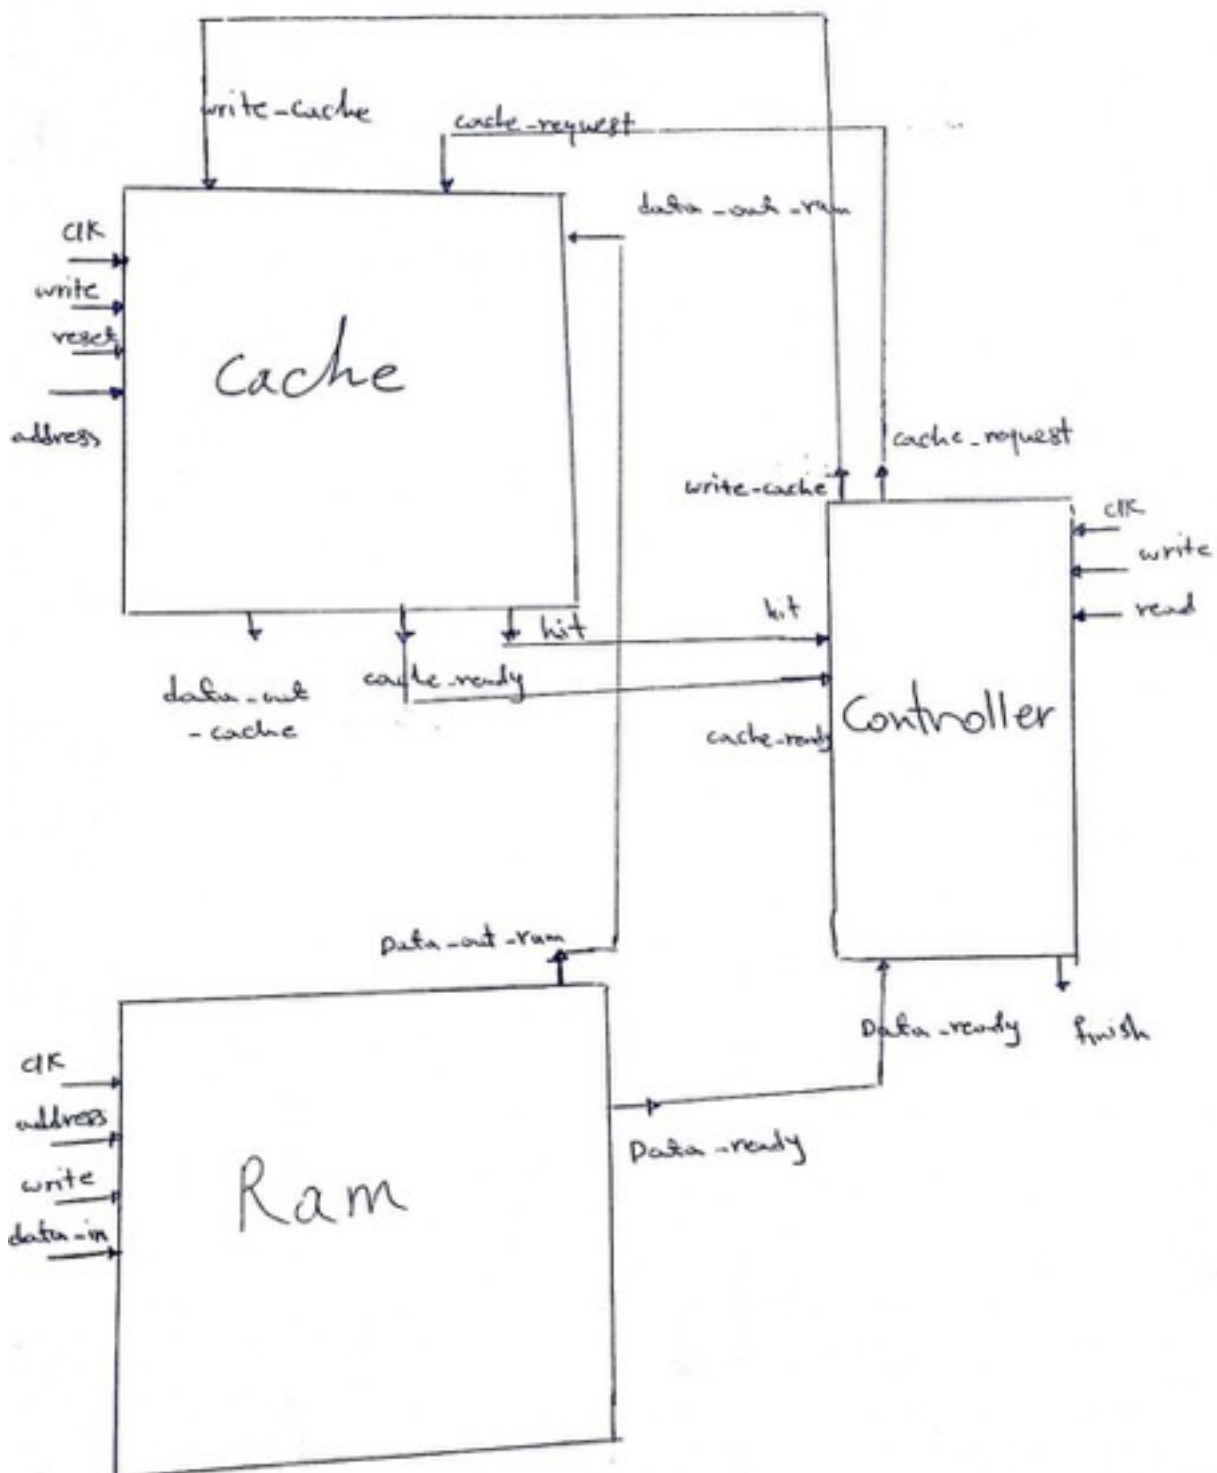 write-cache
cache-request
data-out-ram
clk
write
reset
address
Cache
cache-request
write-cache
clk
write
read
hit
hit
cache-ready
data-out
-cache
cache-ready
Controller
Data-out-ram
Data-ready
finish
clk
address
write
data-in
Ram
Data-ready